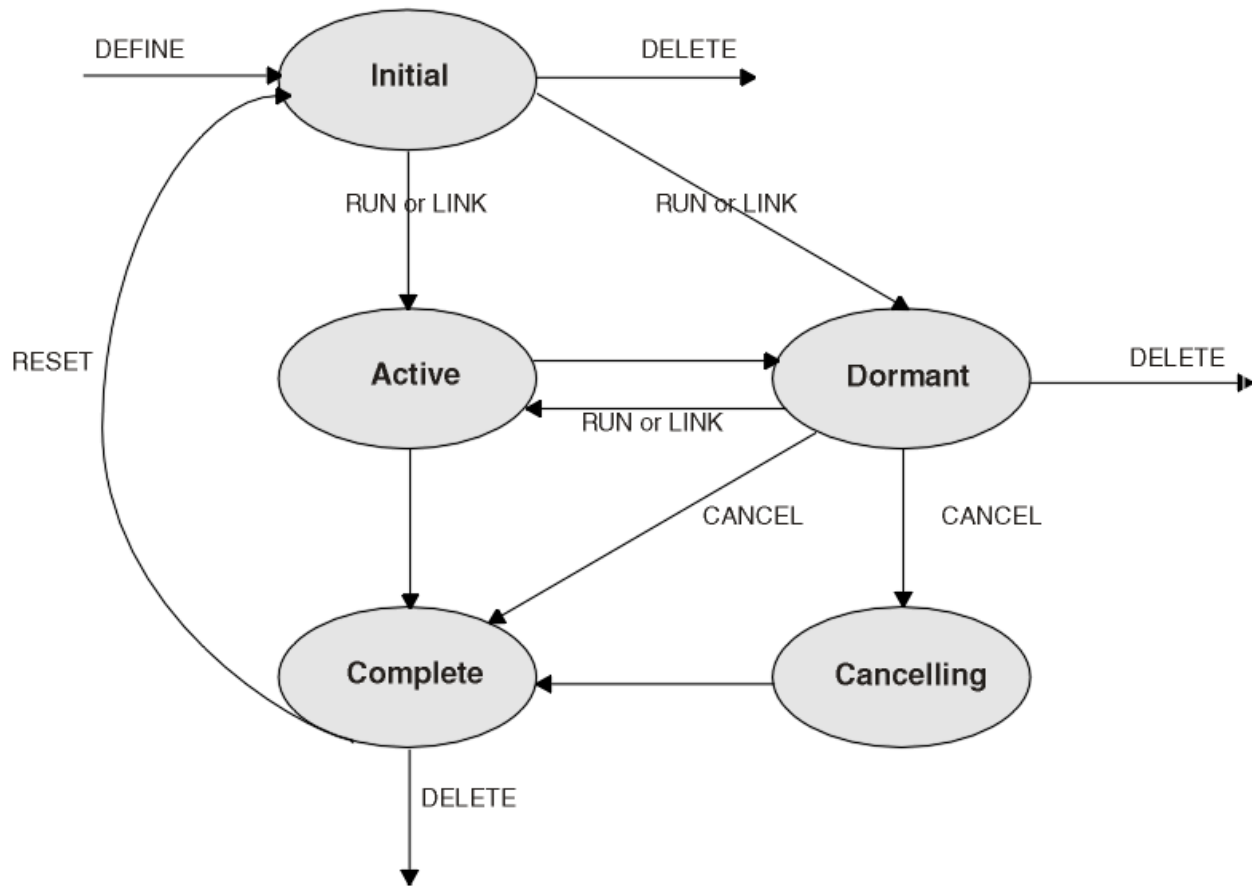 DEFINE
Initial
DELETE
RUN or LINK
RUN or LINK
RESET
Active
Dormant
DELETE
RUN or LINK
CANCEL
CANCEL
Complete
Cancelling
DELETE